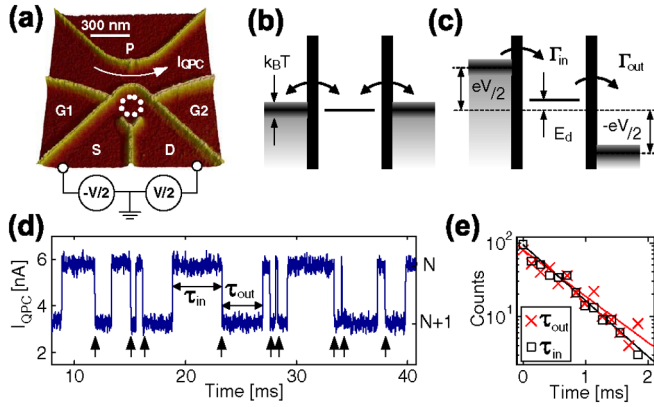 (a)
300 nm
P
I_QPC
G1
G2
S
D
-V/2
V/2
(b)
k_BT
(c)
Γ_in
Γ_out
eV/2
E_d
-eV/2
(d)
I_QPC [nA]
6
4
2
N
N+1
τ_in
τ_out
10
20
30
40
Time [ms]
(e)
Counts
10^2
10^1
τ_out
τ_in
0
1
2
Time [ms]